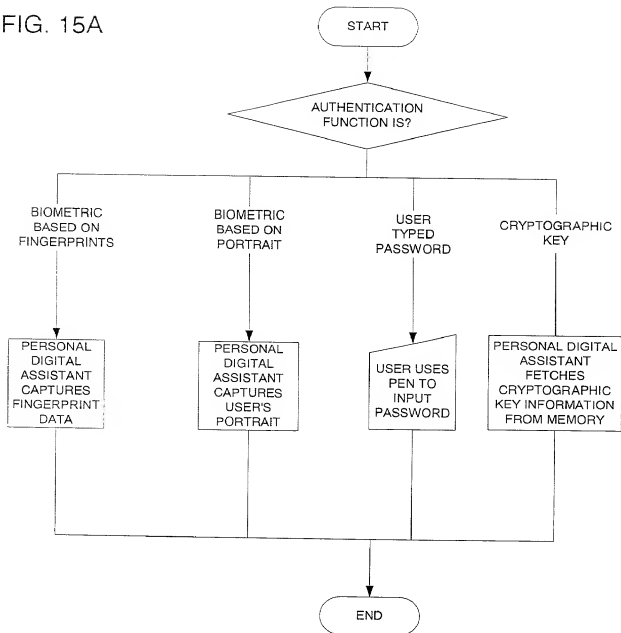 FIG. 15A
START
AUTHENTICATION
FUNCTION IS?
BIOMETRIC
BASED ON
FINGERPRINTS
BIOMETRIC
BASED ON
PORTRAIT
USER
TYPED
PASSWORD
CRYPTOGRAPHIC
KEY
PERSONAL
DIGITAL
ASSISTANT
CAPTURES
FINGERPRINT
DATA
PERSONAL
DIGITAL
ASSISTANT
CAPTURES
USER'S
PORTRAIT
USER USES
PEN TO
INPUT
PASSWORD
PERSONAL DIGITAL
ASSISTANT
FETCHES
CRYPTOGRAPHIC
KEY INFORMATION
FROM MEMORY
END